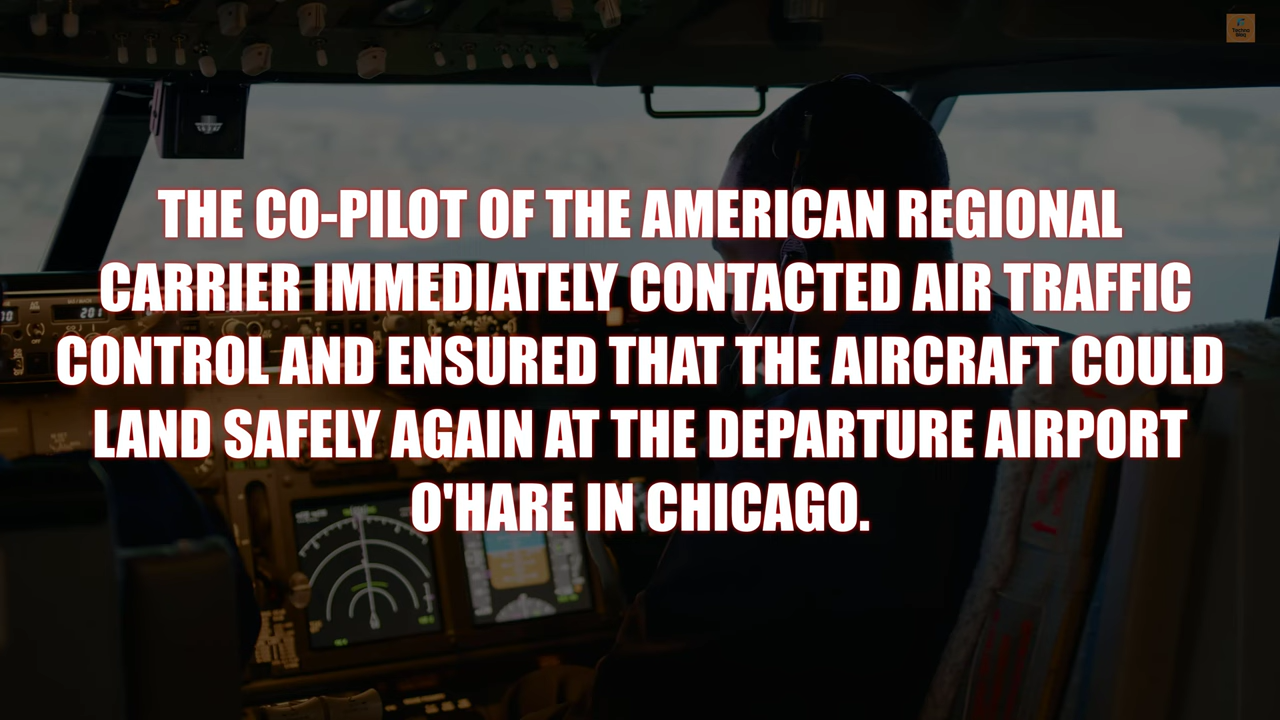 THE CO-PILOT OF THE AMERICAN REGIONAL
CARRIER IMMEDIATELY CONTACTED AIR TRAFFIC
CONTROL AND ENSURED THAT THE AIRCRAFT COULD
LAND SAFELY AGAIN AT THE DEPARTURE AIRPORT
O'HARE IN CHICAGO.
201